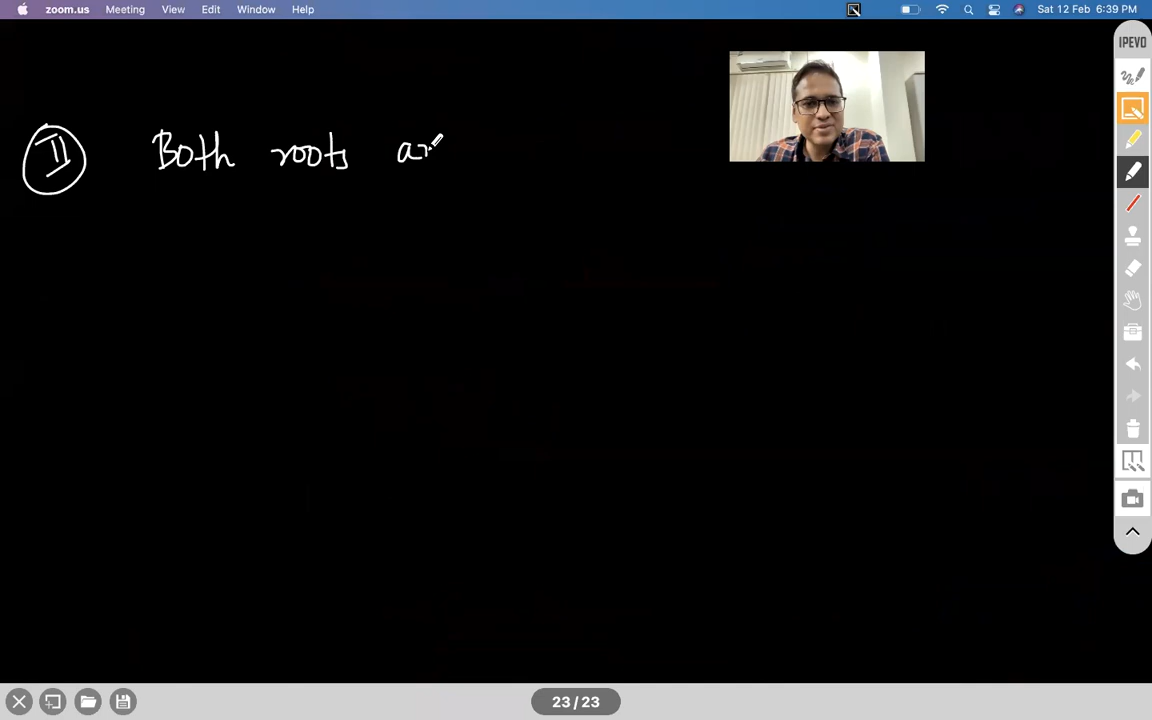 zoom.us Meeting View Edit Window Help Sat 12 Feb 6:39 PM
IPEVO
II Both roots ar
23/23